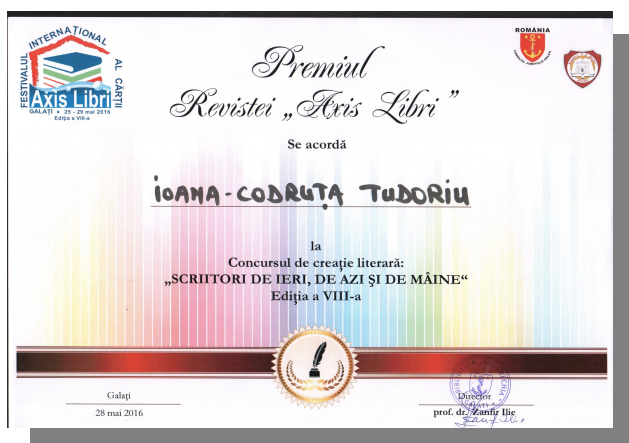 FESTIVALUL INTERNAȚIONAL AL CĂRȚII
Axis Libri
GALAȚI • 25 - 29 mai 2016
Ediția a VIII-a
ROMÂNIA
Premiul
Revistei „Axis Libri”
Se acordă
IOANA-CODRUȚA TUDORIU
la
Concursul de creație literară:
„SCRIITORI DE IERI, DE AZI ŞI DE MÂINE“
Ediția a VIII-a
Galați
28 mai 2016
Director
prof. dr. Zanfir Ilie